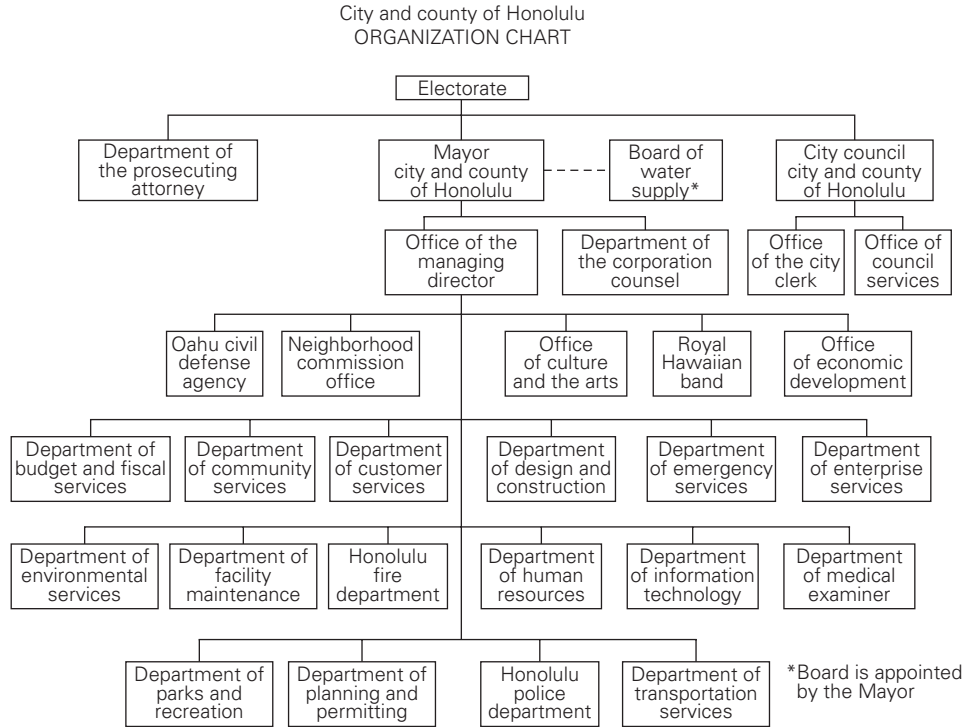 City and county of Honolulu
ORGANIZATION CHART
Electorate
Department of
the prosecuting
attorney
Mayor
city and county
of Honolulu
Board of
water
supply*
City council
city and county
of Honolulu
Office of the
managing
director
Department of
the corporation
counsel
Office
of the city
clerk
Office of
council
services
Oahu civil
defense
agency
Neighborhood
commission
office
Office
of culture
and the arts
Royal
Hawaiian
band
Office
of economic
development
Department of
budget and fiscal
services
Department
of community
services
Department
of customer
services
Department
of design and
construction
Department
of emergency
services
Department
of enterprise
services
Department of
environmental
services
Department of
facility
maintenance
Honolulu
fire
department
Department
of human
resources
Department
of information
technology
Department
of medical
examiner
Department of
parks and
recreation
Department of
planning and
permitting
Honolulu
police
department
Department of
transportation
services
*Board is appointed
by the Mayor